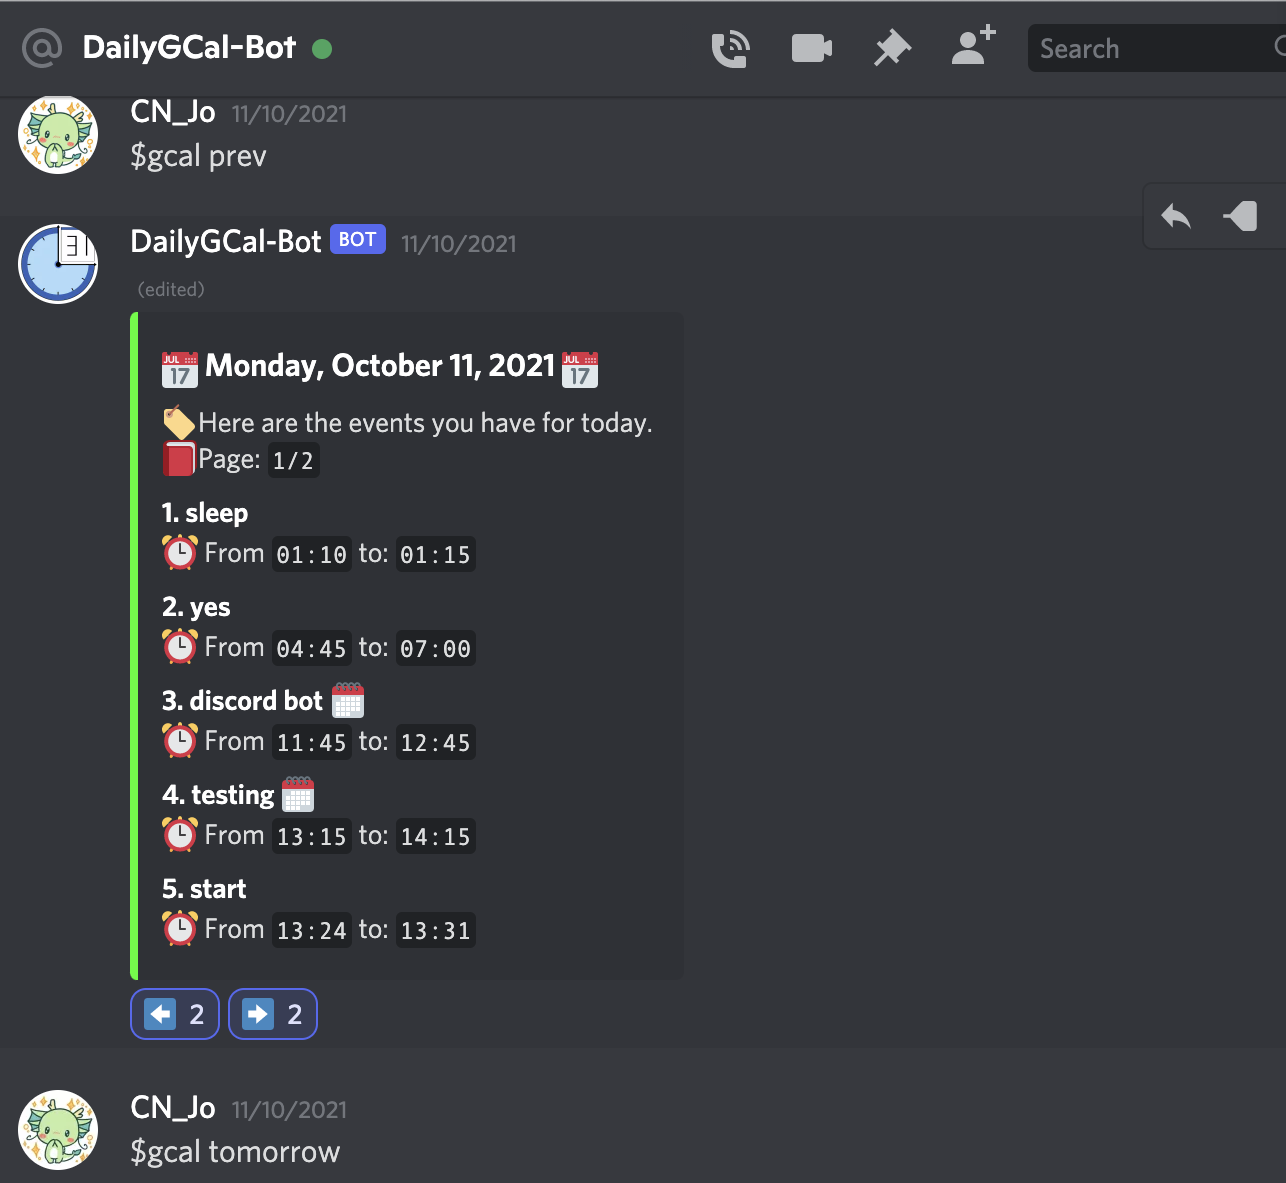 DailyGCal-Bot
Search
CN_Jo 11/10/2021
$gcal prev
DailyGCal-Bot BOT 11/10/2021
31
(edited)
JUL 17 Monday, October 11, 2021 JUL 17
Here are the events you have for today.
Page: 1/2
1. sleep
From 01:10 to: 01:15
2. yes
From 04:45 to: 07:00
3. discord bot
From 11:45 to: 12:45
4. testing
From 13:15 to: 14:15
5. start
From 13:24 to: 13:31
2 2
CN_Jo 11/10/2021
$gcal tomorrow